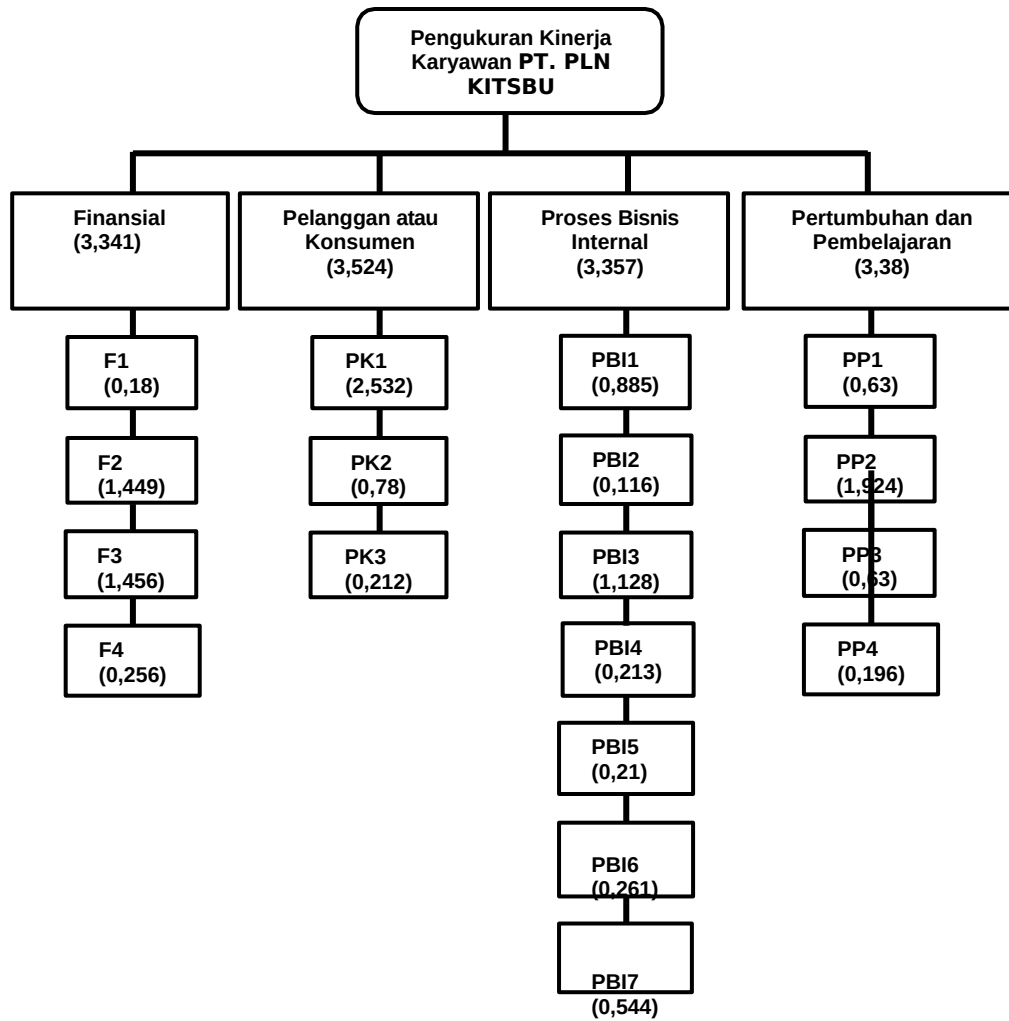 Pengukuran Kinerja
Karyawan PT. PLN
KITSBU
Finansial
(3,341)
Pelanggan atau
Konsumen
(3,524)
Proses Bisnis
Internal
(3,357)
Pertumbuhan dan
Pembelajaran
(3,38)
F1
(0,18)
F2
(1,449)
F3
(1,456)
F4
(0,256)
PK1
(2,532)
PK2
(0,78)
PK3
(0,212)
PBI1
(0,885)
PBI2
(0,116)
PBI3
(1,128)
PBI4
(0,213)
PBI5
(0,21)
PBI6
(0,261)
PBI7
(0,544)
PP1
(0,63)
PP2
(1,924)
PP3
(0,63)
PP4
(0,196)